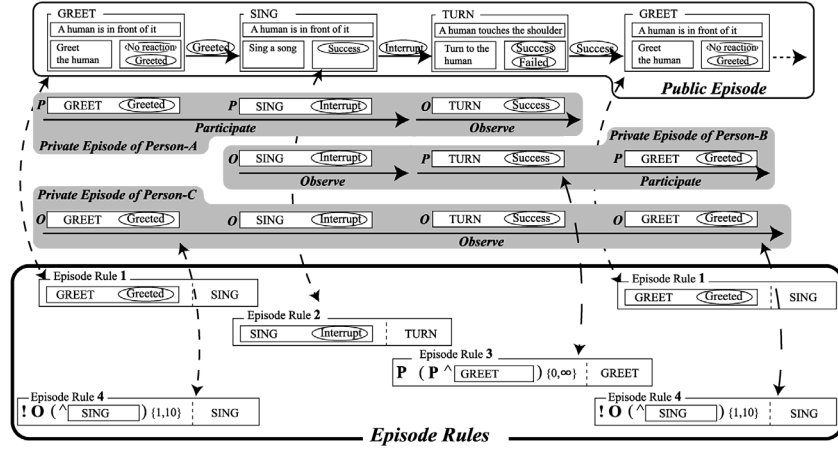 GREET
A human is in front of it
Greet
the human
No reaction
Greeted
Greeted
SING
A human is in front of it
Sing a song
Success
Interrupt
TURN
A human touches the shoulder
Turn to the
human
Success
Failed
Success
GREET
A human is in front of it
Greet
the human
No reaction
Greeted
Public Episode
P GREET Greeted P SING Interrupt O TURN Success
Participate Observe
Private Episode of Person-A
Private Episode of Person-B
O SING Interrupt P TURN Success P GREET Greeted
Observe Participate
Private Episode of Person-C
O GREET Greeted O SING Interrupt O TURN Success O GREET Greeted
Observe
Episode Rule 1
GREET Greeted SING
Episode Rule 1
GREET Greeted SING
Episode Rule 2
SING Interrupt TURN
Episode Rule 3
P (P ^ GREET ) {0,∞} GREET
Episode Rule 4
! O ( ^ SING ) {1,10} SING
Episode Rule 4
! O ( ^ SING ) {1,10} SING
Episode Rules